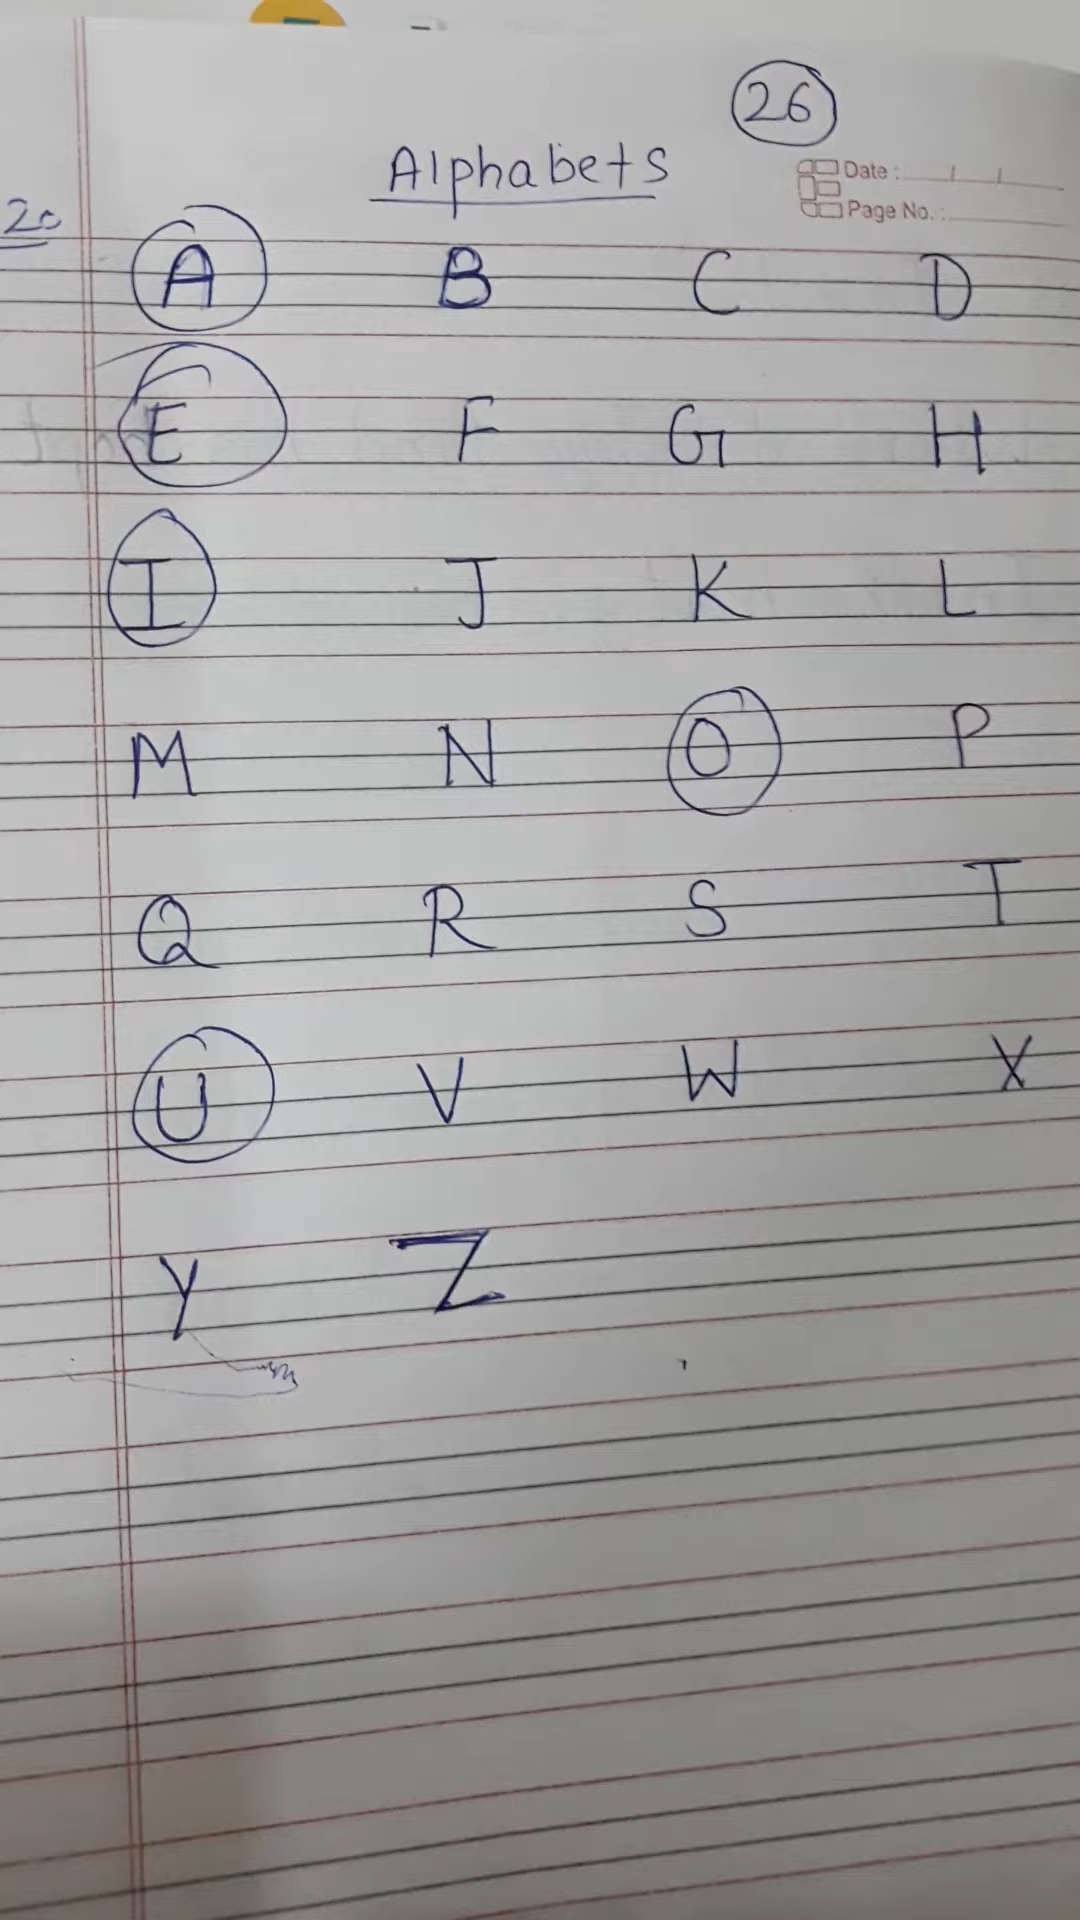 26
Alphabets
Date :
Page No. :
A B C D
E F G H
I J K L
M N O P
Q R S T
U V W X
Y Z